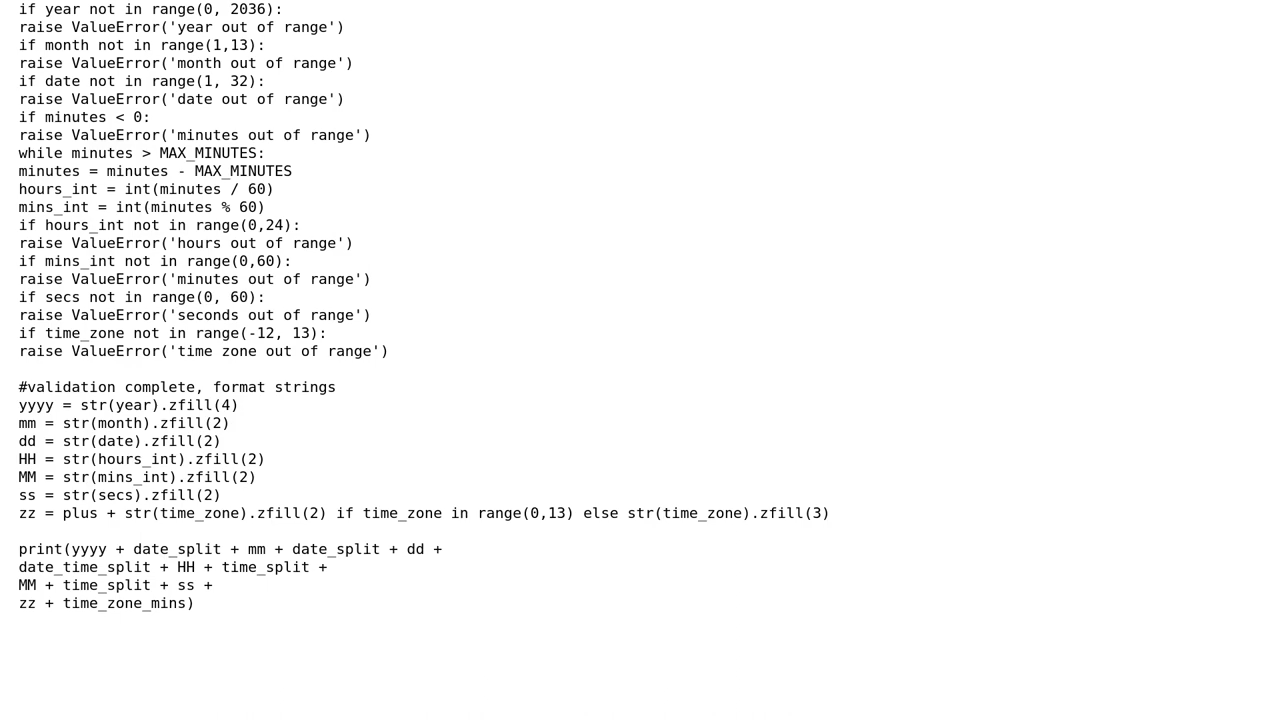 if year not in range(0, 2036):
raise ValueError('year out of range')
if month not in range(1,13):
raise ValueError('month out of range')
if date not in range(1, 32):
raise ValueError('date out of range')
if minutes < 0:
raise ValueError('minutes out of range')
while minutes > MAX_MINUTES:
minutes = minutes - MAX_MINUTES
hours_int = int(minutes / 60)
mins_int = int(minutes % 60)
if hours_int not in range(0,24):
raise ValueError('hours out of range')
if mins_int not in range(0,60):
raise ValueError('minutes out of range')
if secs not in range(0, 60):
raise ValueError('seconds out of range')
if time_zone not in range(-12, 13):
raise ValueError('time zone out of range')

#validation complete, format strings
yyyy = str(year).zfill(4)
mm = str(month).zfill(2)
dd = str(date).zfill(2)
HH = str(hours_int).zfill(2)
MM = str(mins_int).zfill(2)
ss = str(secs).zfill(2)
zz = plus + str(time_zone).zfill(2) if time_zone in range(0,13) else str(time_zone).zfill(3)

print(yyyy + date_split + mm + date_split + dd +
date_time_split + HH + time_split +
MM + time_split + ss +
zz + time_zone_mins)